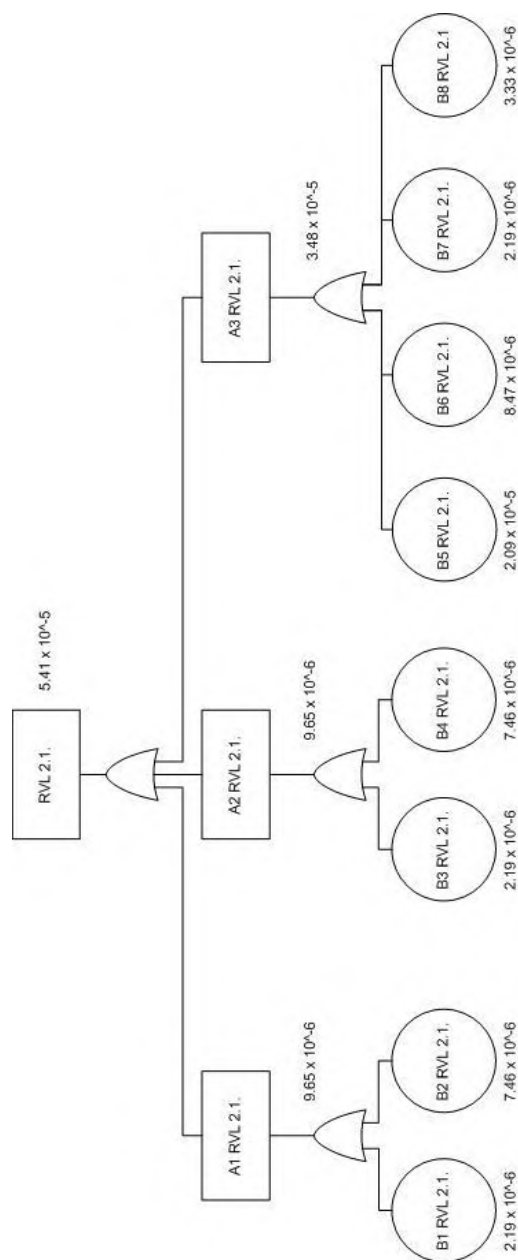 RVL 2.1.
5.41 x 10^-5
A1 RVL 2.1.
A2 RVL 2.1.
A3 RVL 2.1.
9.65 x 10^-6
9.65 x 10^-6
3.48 x 10^-5
B1 RVL 2.1.
B2 RVL 2.1.
B3 RVL 2.1.
B4 RVL 2.1.
B5 RVL 2.1.
B6 RVL 2.1.
B7 RVL 2.1.
B8 RVL 2.1
2.19 x 10^-6
7.46 x 10^-6
2.19 x 10^-6
7.46 x 10^-6
2.09 x 10^-5
8.47 x 10^-6
2.19 x 10^-6
3.33 x 10^-6